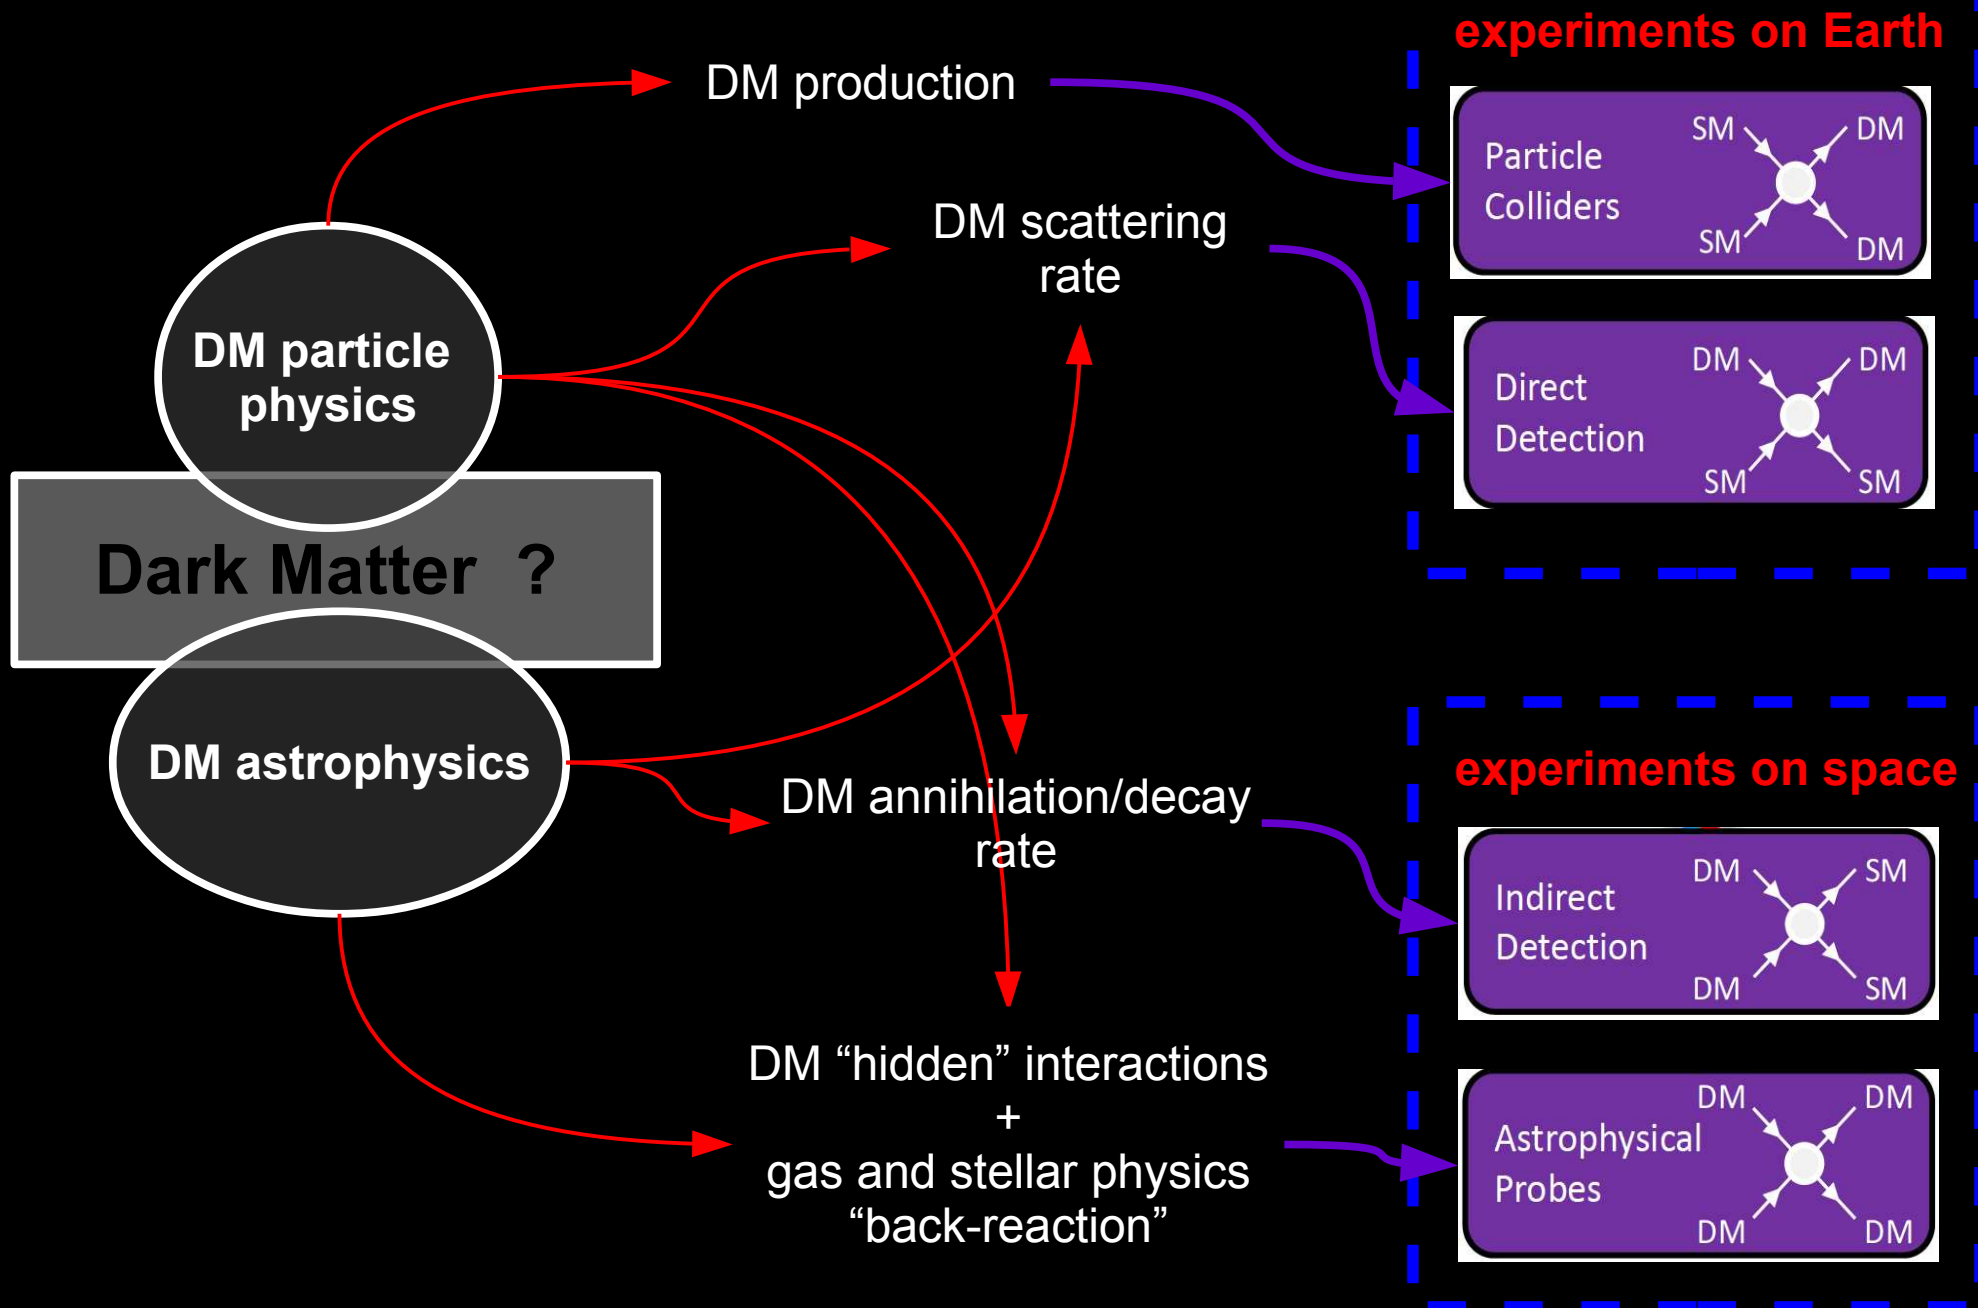 experiments on Earth
DM production
Particle
Colliders
SM
DM
SM
DM
DM scattering
rate
Direct
Detection
DM
DM
SM
SM
DM particle
physics
Dark Matter ?
DM astrophysics
experiments on space
DM annihilation/decay
rate
Indirect
Detection
DM
SM
DM
SM
DM “hidden” interactions
+
gas and stellar physics
“back-reaction”
Astrophysical
Probes
DM
DM
DM
DM